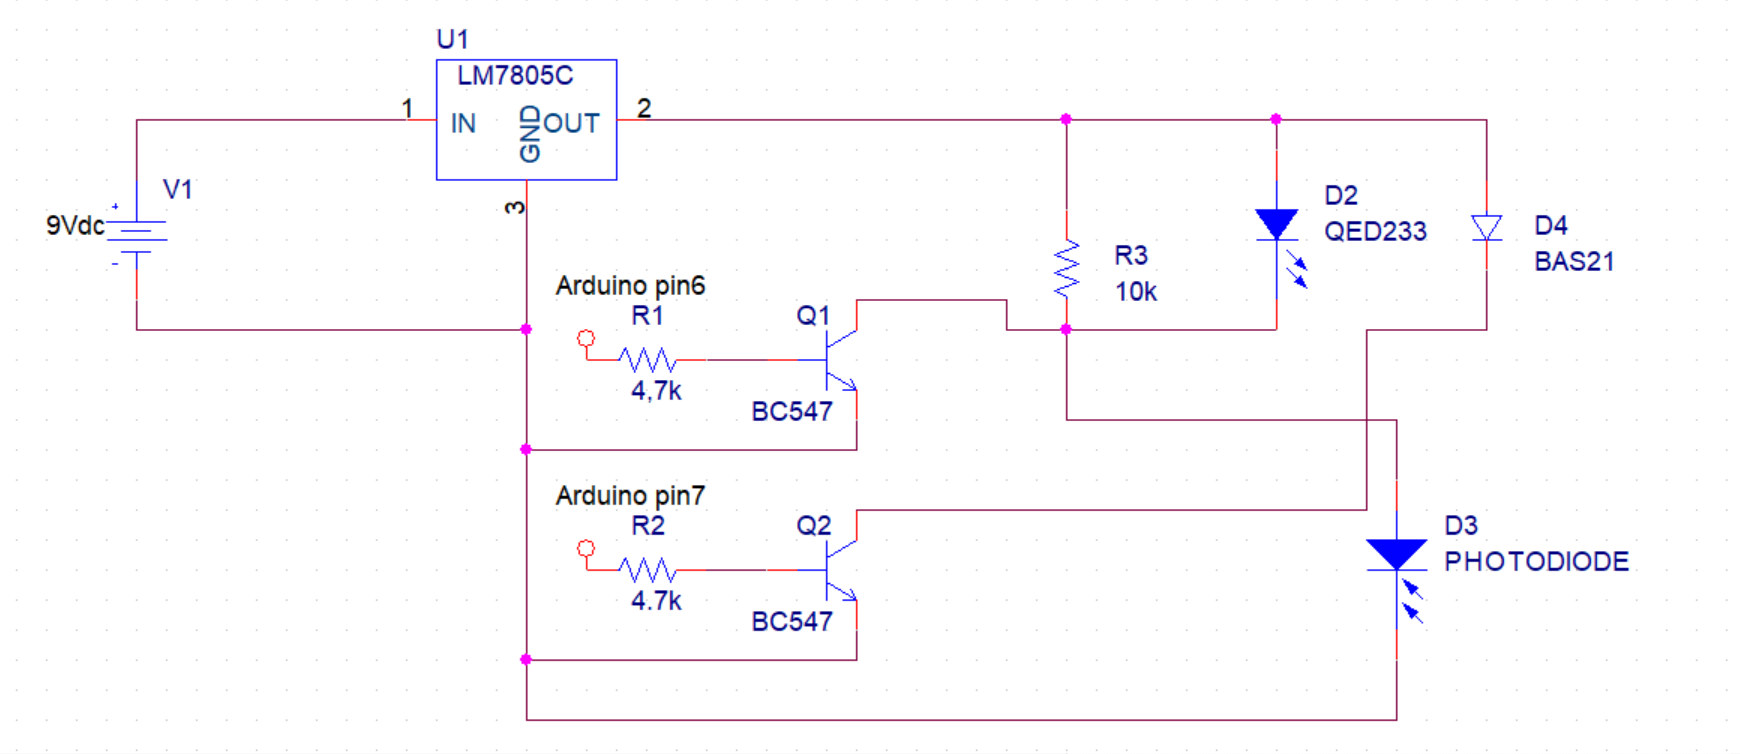 U1
LM7805C
1
IN
GND
OUT
2
3
V1
+
9Vdc
-
D2
QED233
D4
BAS21
R3
10k
Arduino pin6
R1
4,7k
Q1
BC547
Arduino pin7
R2
4.7k
Q2
BC547
D3
PHOTODIODE